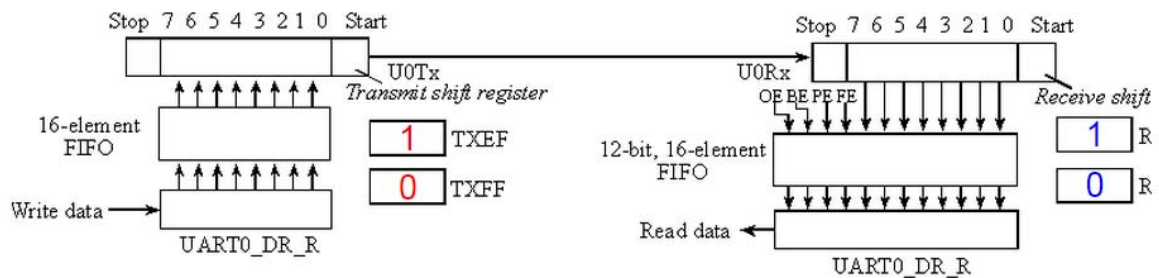 Stop 7 6 5 4 3 2 1 0 Start
U0Tx
Transmit shift register
16-element
FIFO
1 TXEF
0 TXFF
Write data
UART0_DR_R
Stop 7 6 5 4 3 2 1 0 Start
U0Rx
OE BE PE FE
Receive shift
12-bit, 16-element
FIFO
1 R
0 R
Read data
UART0_DR_R